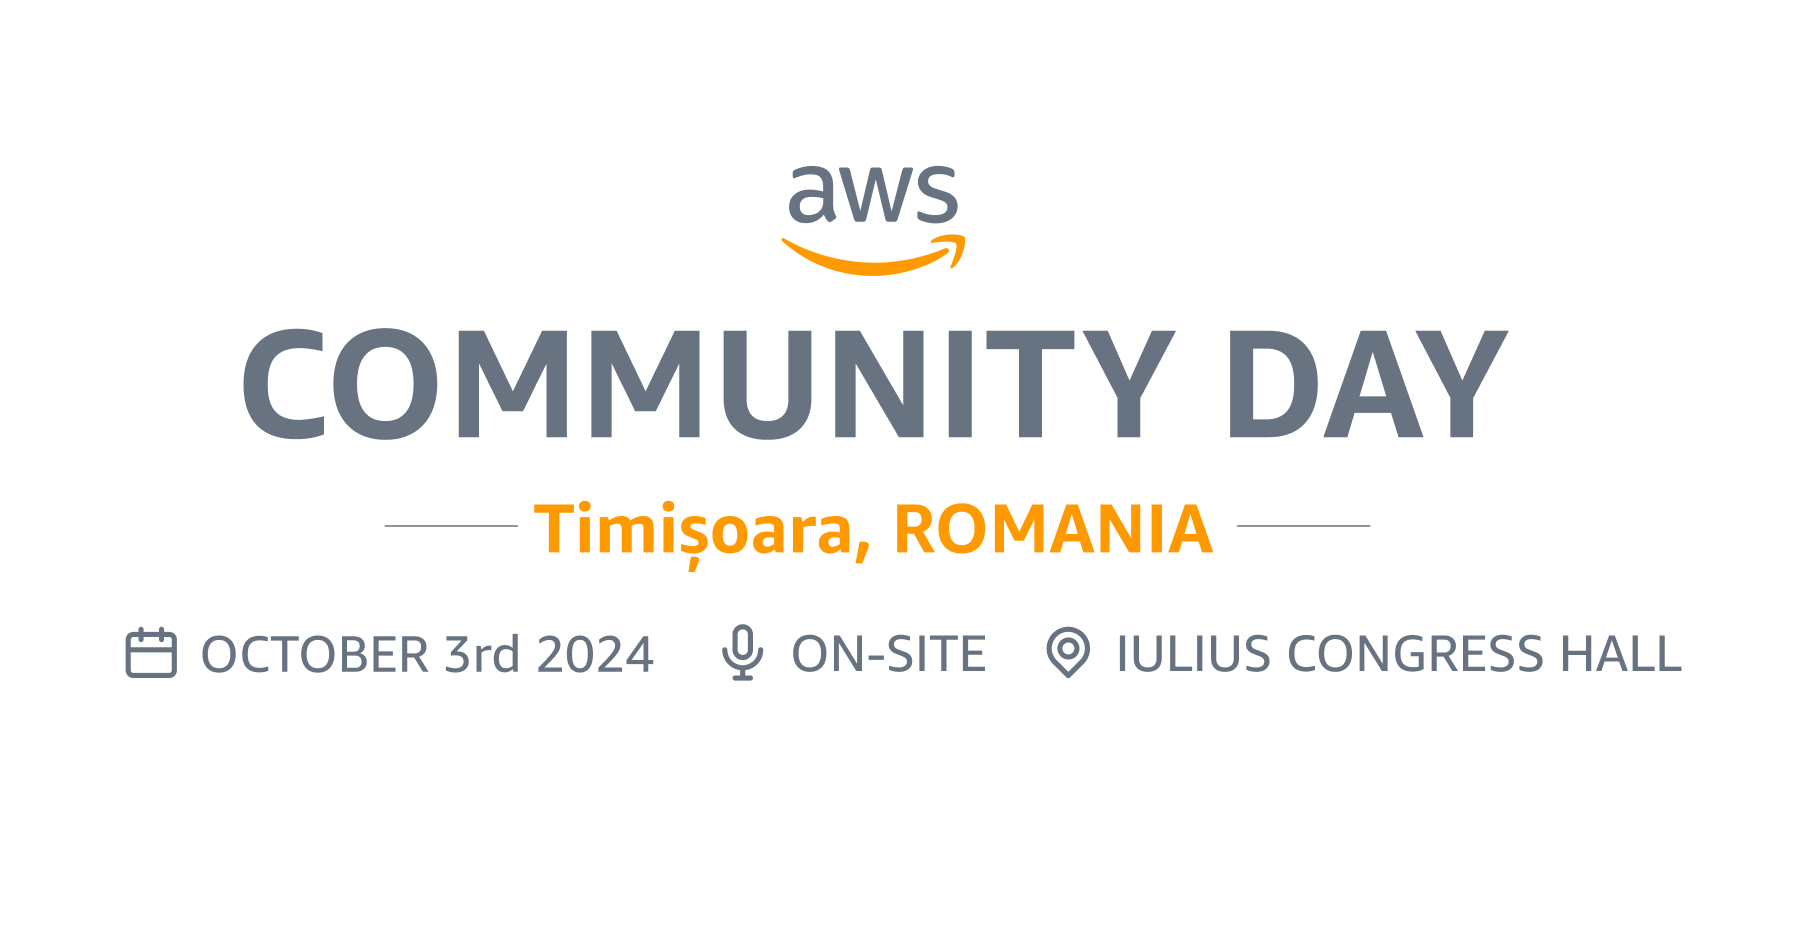 aws
COMMUNITY DAY
Timișoara, ROMANIA
OCTOBER 3rd 2024 ON-SITE IULIUS CONGRESS HALL